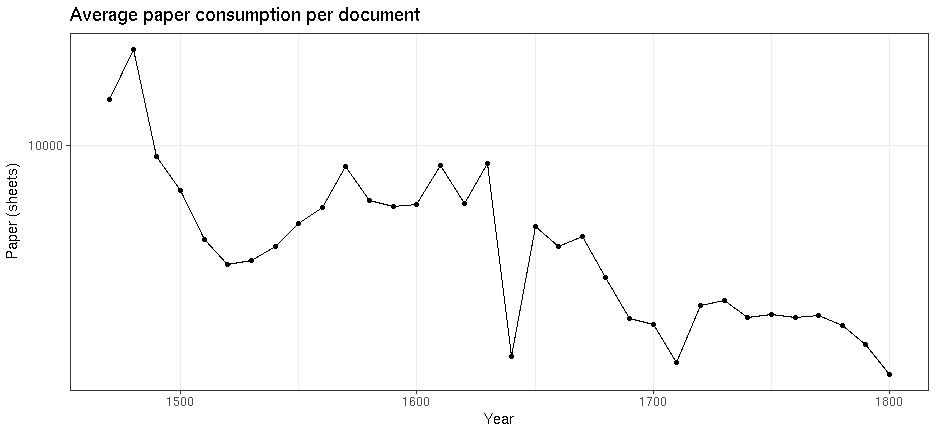 Average paper consumption per document
Paper (sheets)
10000
1500
1600
1700
1800
Year